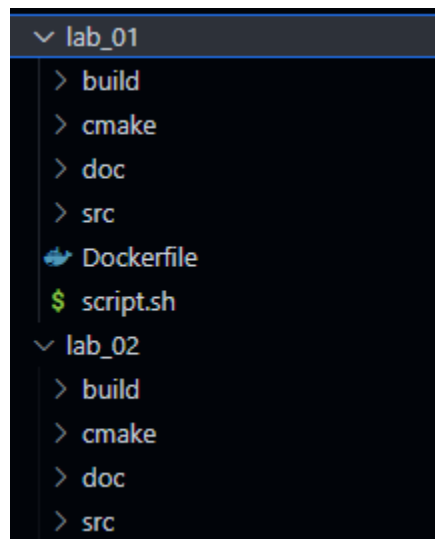 lab_01
build
cmake
doc
src
Dockerfile
$ script.sh
lab_02
build
cmake
doc
src